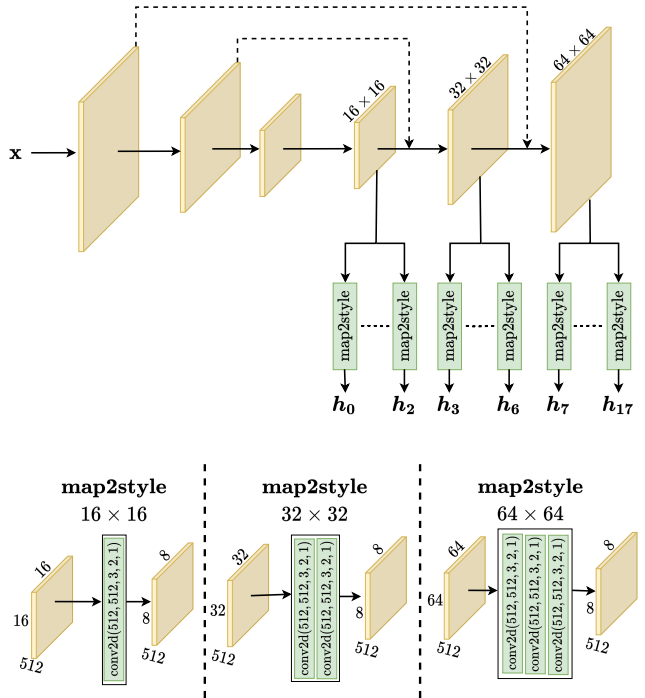 16 × 16
32 × 32
64 × 64
x
map2style
map2style
map2style
map2style
map2style
map2style
h0
h2
h3
h6
h7
h17
map2style
16 × 16
16
16
512
conv2d(512, 512, 3, 2, 1)
8
8
512
map2style
32 × 32
32
32
512
conv2d(512, 512, 3, 2, 1)
conv2d(512, 512, 3, 2, 1)
8
8
512
map2style
64 × 64
64
64
512
conv2d(512, 512, 3, 2, 1)
conv2d(512, 512, 3, 2, 1)
conv2d(512, 512, 3, 2, 1)
8
8
512